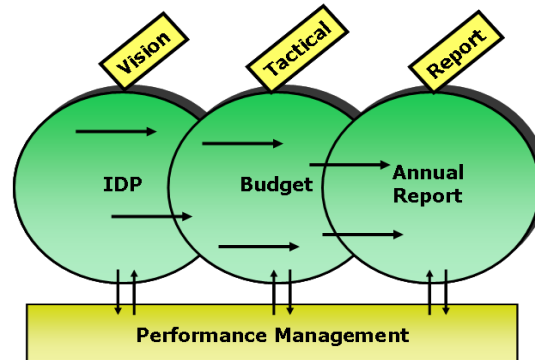 Vision
Tactical
Report
IDP
Budget
Annual
Report
Performance Management